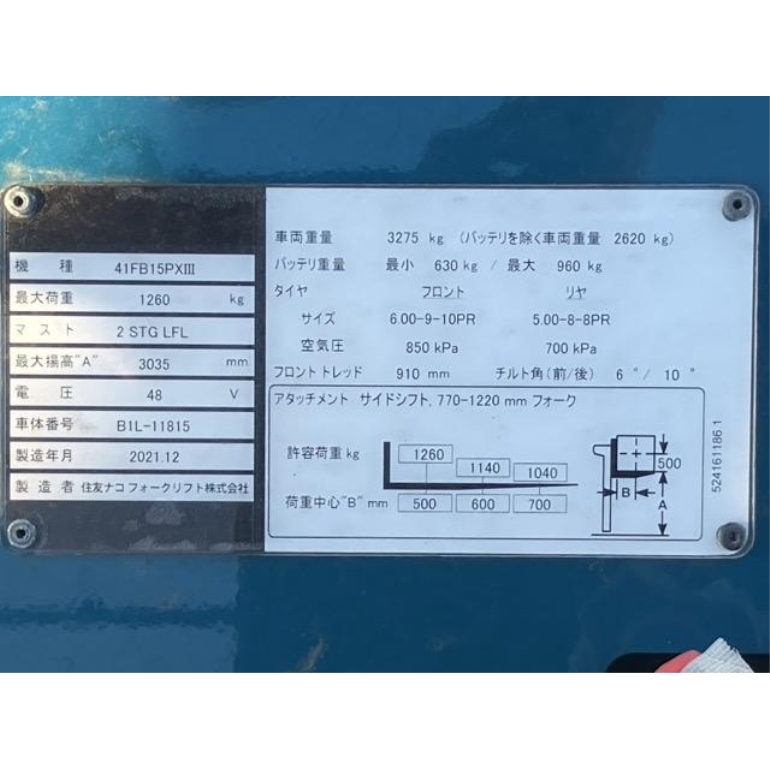 機 種 41FB15PXⅢ
最大荷重 1260 kg
マスト 2 STG LFL
最大揚高"A" 3035 mm
電 圧 48 V
車体番号 B1L-11815
製造年月 2021.12
製造者 住友ナコ フォークリフト株式会社
車両重量 3275 kg (バッテリを除く車両重量 2620 kg)
バッテリ重量 最小 630 kg / 最大 960 kg
タイヤ フロント リヤ
サイズ 6.00-9-10PR 5.00-8-8PR
空気圧 850 kPa 700 kPa
フロント トレッド 910 mm チルト角(前/後) 6 °/ 10 °
アタッチメント サイドシフト, 770-1220 mm フォーク
許容荷重 kg 1260 1140 1040
荷重中心"B" mm 500 600 700
500
B
A
524161186 1